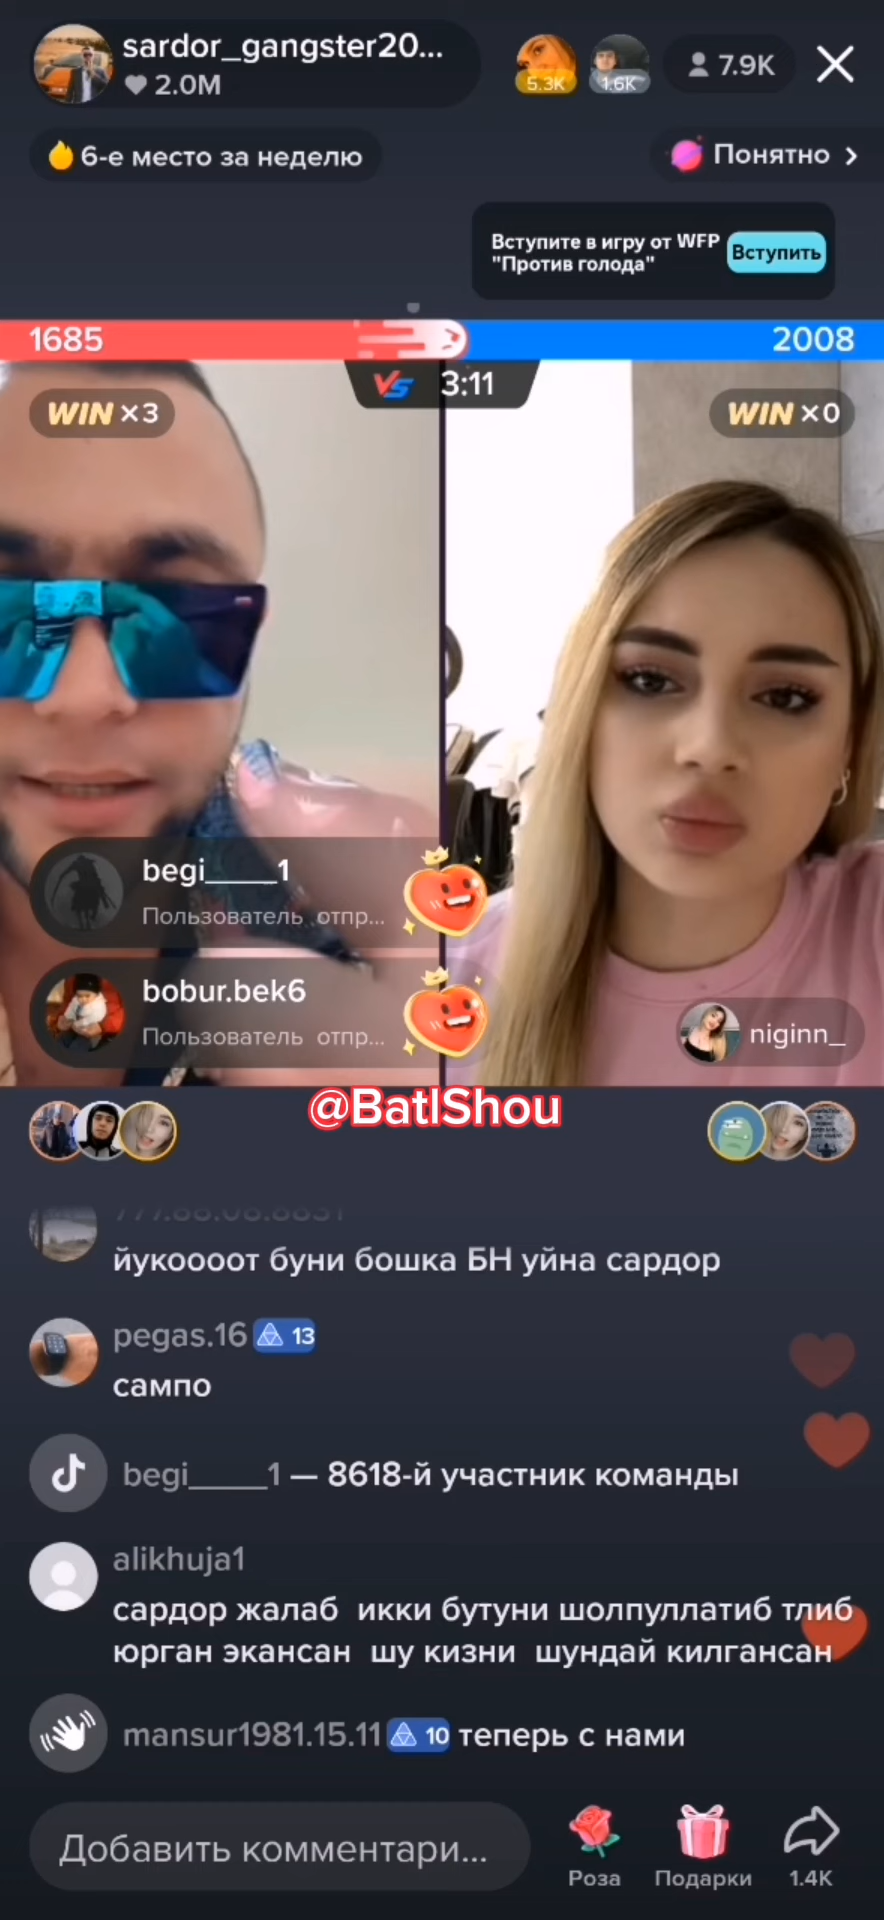 sardor_gangster20...
2.0M
5.3K
1.6K
7.9K
6-е место за неделю
Понятно
Вступите в игру от WFP
"Против голода"
Вступить
1685
2008
VS 3:11
WIN ×3
WIN ×0
begi_____1
Пользователь отпр...
bobur.bek6
Пользователь отпр...
niginn_
@BatlShou
йукоооот буни бошка БН уйна сардор
pegas.16 13
сампо
begi_____1 — 8618-й участник команды
alikhuja1
сардор жалаб икки бутуни шолпуллатиб тлиб
юрган экансан шу кизни шундай килгансан
mansur1981.15.11 10 теперь с нами
Добавить комментари...
Роза
Подарки
1.4K